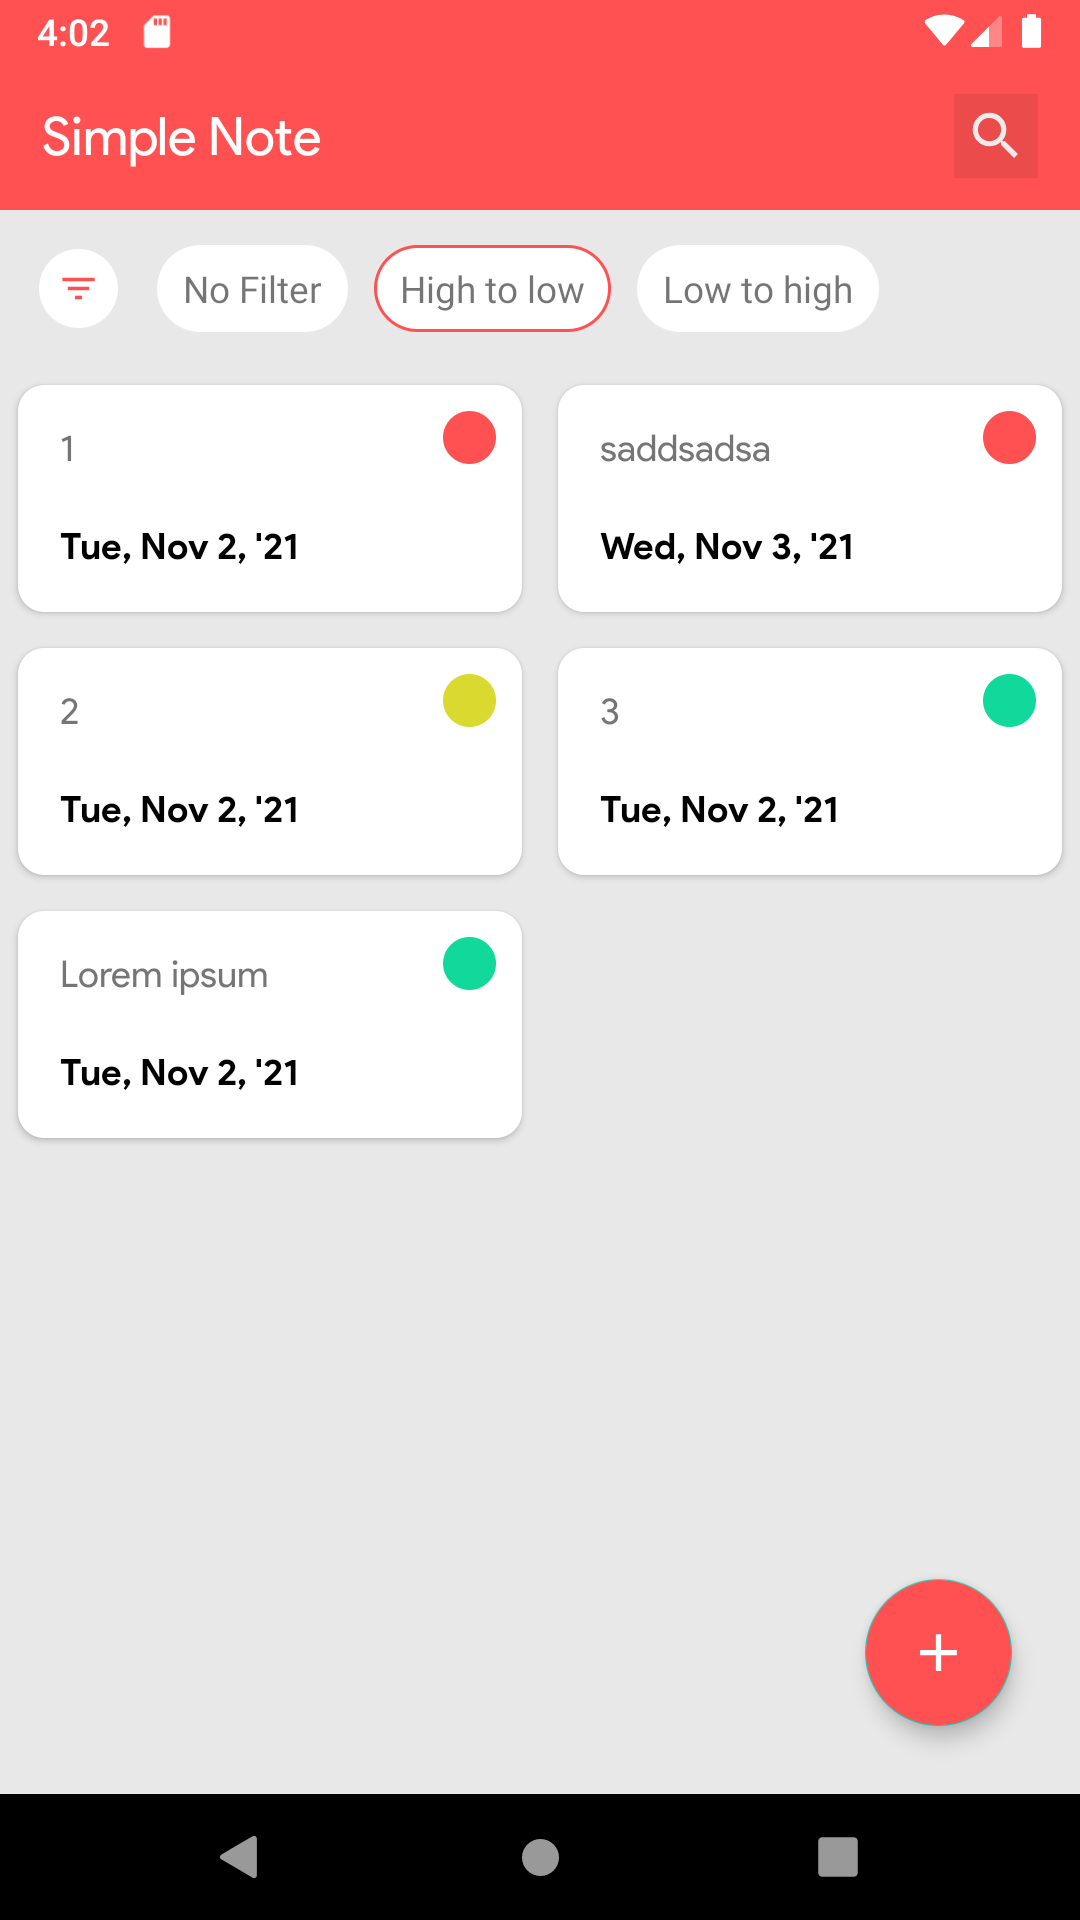 4:02
Simple Note
No Filter
High to low
Low to high
1
Tue, Nov 2, '21
saddsadsa
Wed, Nov 3, '21
2
Tue, Nov 2, '21
3
Tue, Nov 2, '21
Lorem ipsum
Tue, Nov 2, '21